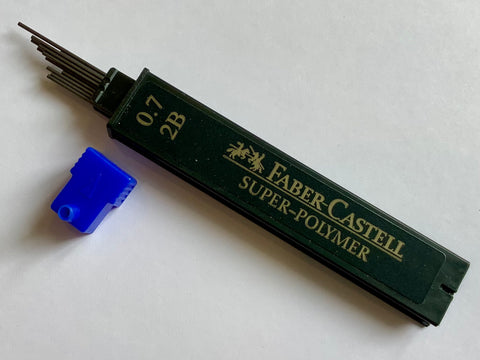 0.7
2B
FABER-CASTELL
SUPER-POLYMER